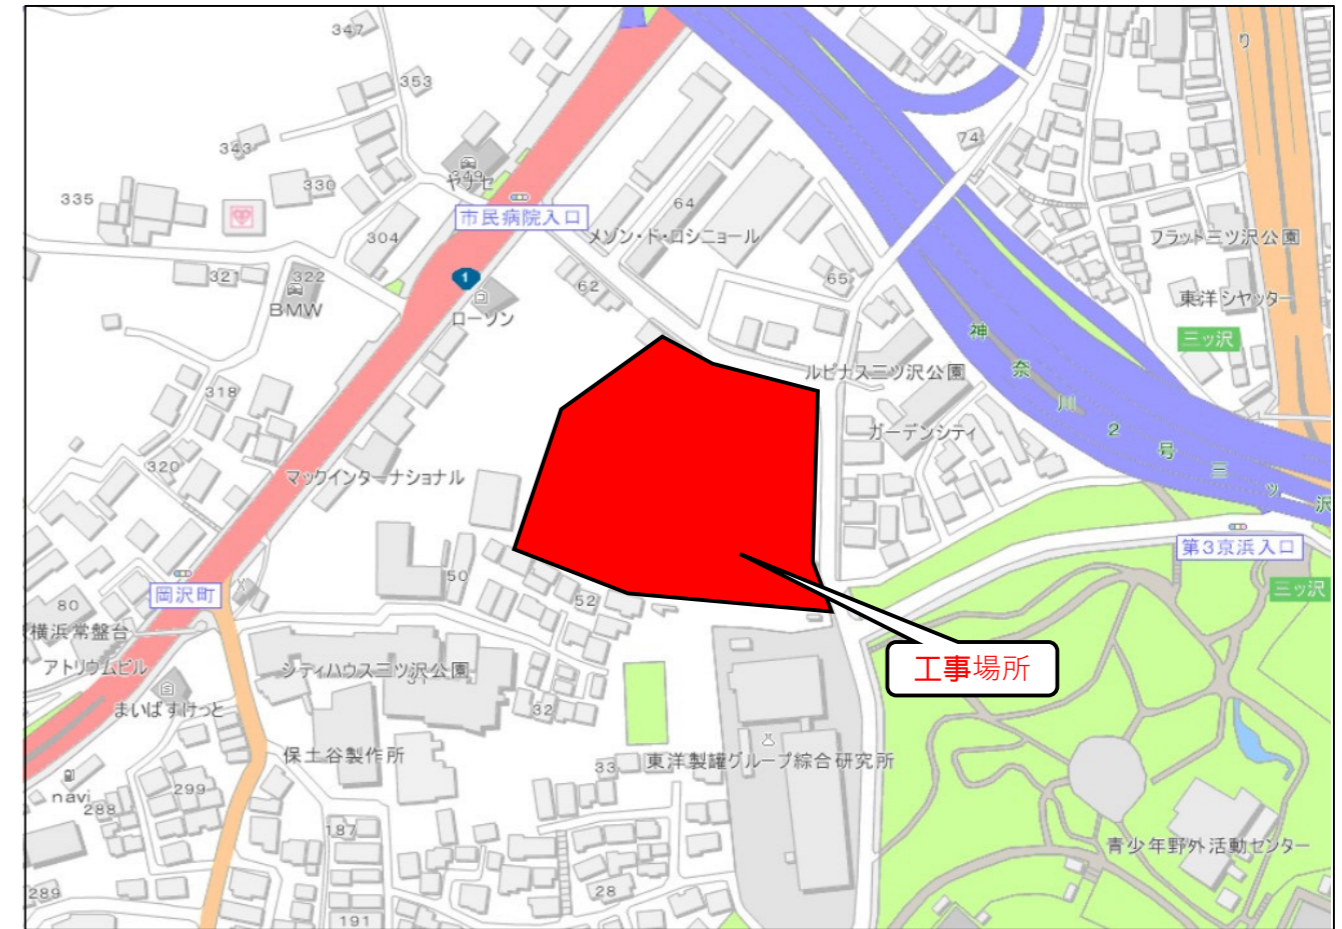 347
り
353
74
343
ヤナセ
349
330
335
市民病院入口
64
304
メゾン・ド・ロシニョール
フラット三ツ沢公園
321
322
65
1
62
BMW
ローソン
東洋シャッター
神奈川2号三ツ沢
三ッ沢
ルピナス三ツ沢公園
318
ガーデンシティ
320
マックインターナショナル
第3京浜入口
50
岡沢町
三ッ沢
52
80
横浜常盤台
アトリウムビル
シティハウス三ツ沢公園
51
工事場所
まいばすけっと
32
保土谷製作所
33
東洋製罐グループ綜合研究所
navi
299
288
187
青少年野外活動センター
289
28
191